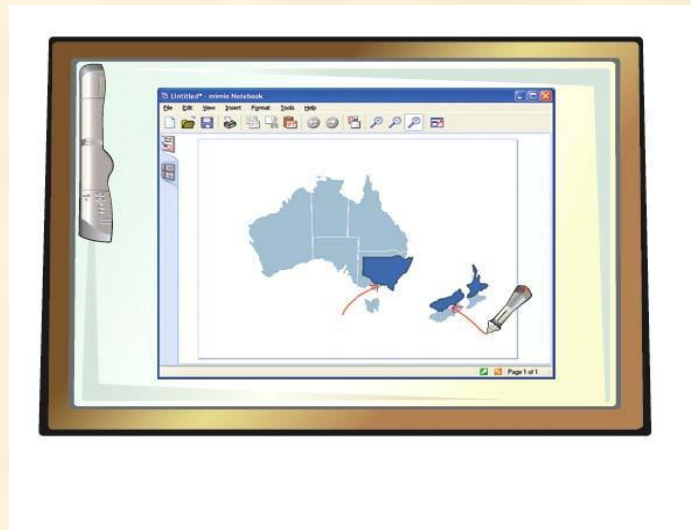 Untitled* - mimio Notebook
File Edit View Insert Format Tools Help
Page 1 of 1